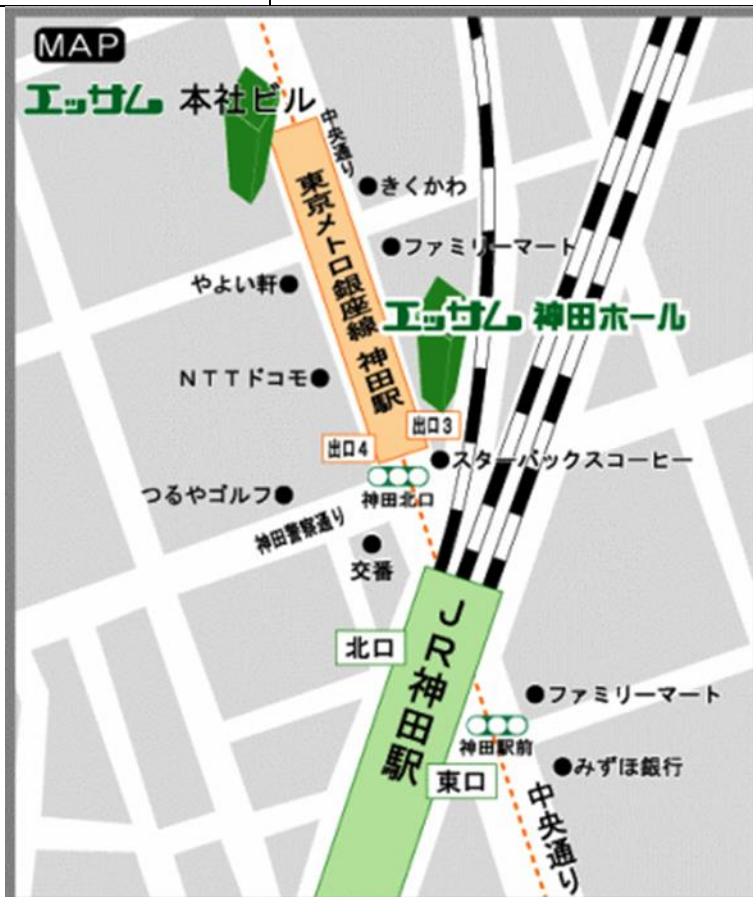 MAP
エッサム 本社ビル
中央通り
きくかわ
東京メトロ銀座線 神田駅
ファミリーマート
やよい軒
エッサム 神田ホール
NTTドコモ
出口3
出口4
スターバックスコーヒー
神田北口
つるやゴルフ
神田警察通り
交番
JR神田駅
北口
ファミリーマート
神田駅前
みずほ銀行
東口
中央通り